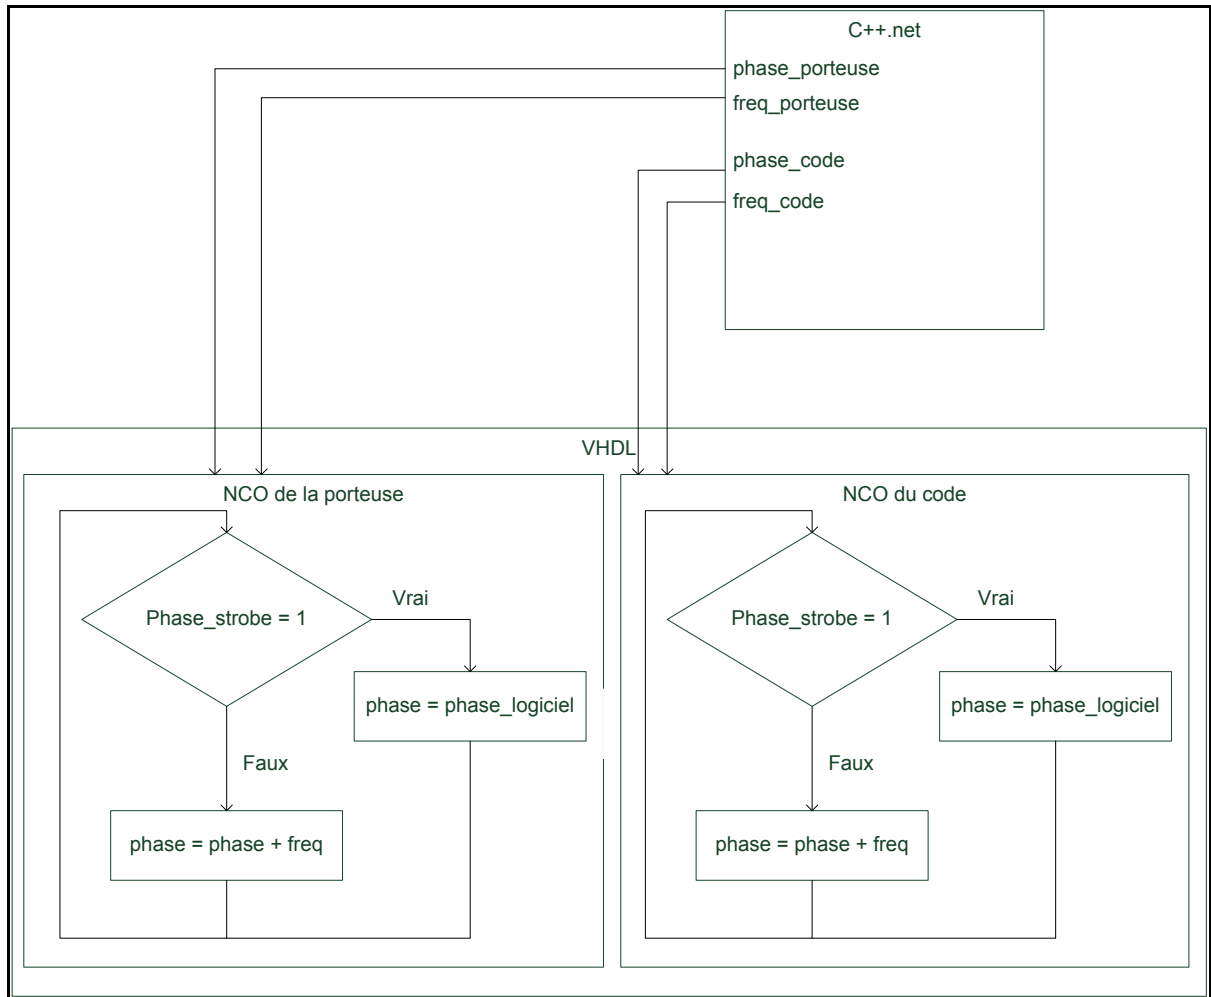 C++.net
phase_porteuse
freq_porteuse
phase_code
freq_code
VHDL
NCO de la porteuse
Phase_strobe = 1
Vrai
phase = phase_logiciel
Faux
phase = phase + freq
NCO du code
Phase_strobe = 1
Vrai
phase = phase_logiciel
Faux
phase = phase + freq